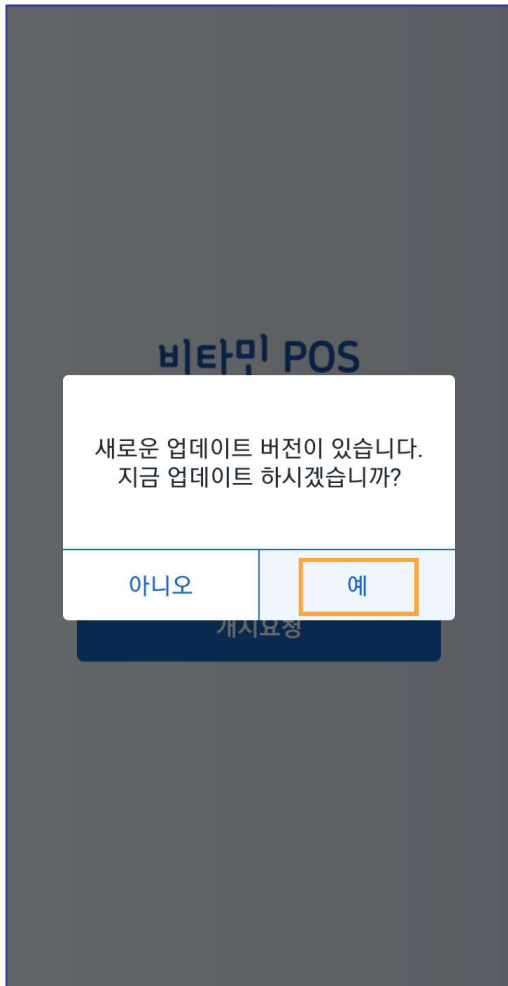 비타민 POS
새로운 업데이트 버전이 있습니다.
지금 업데이트 하시겠습니까?
아니오
예
개시요청